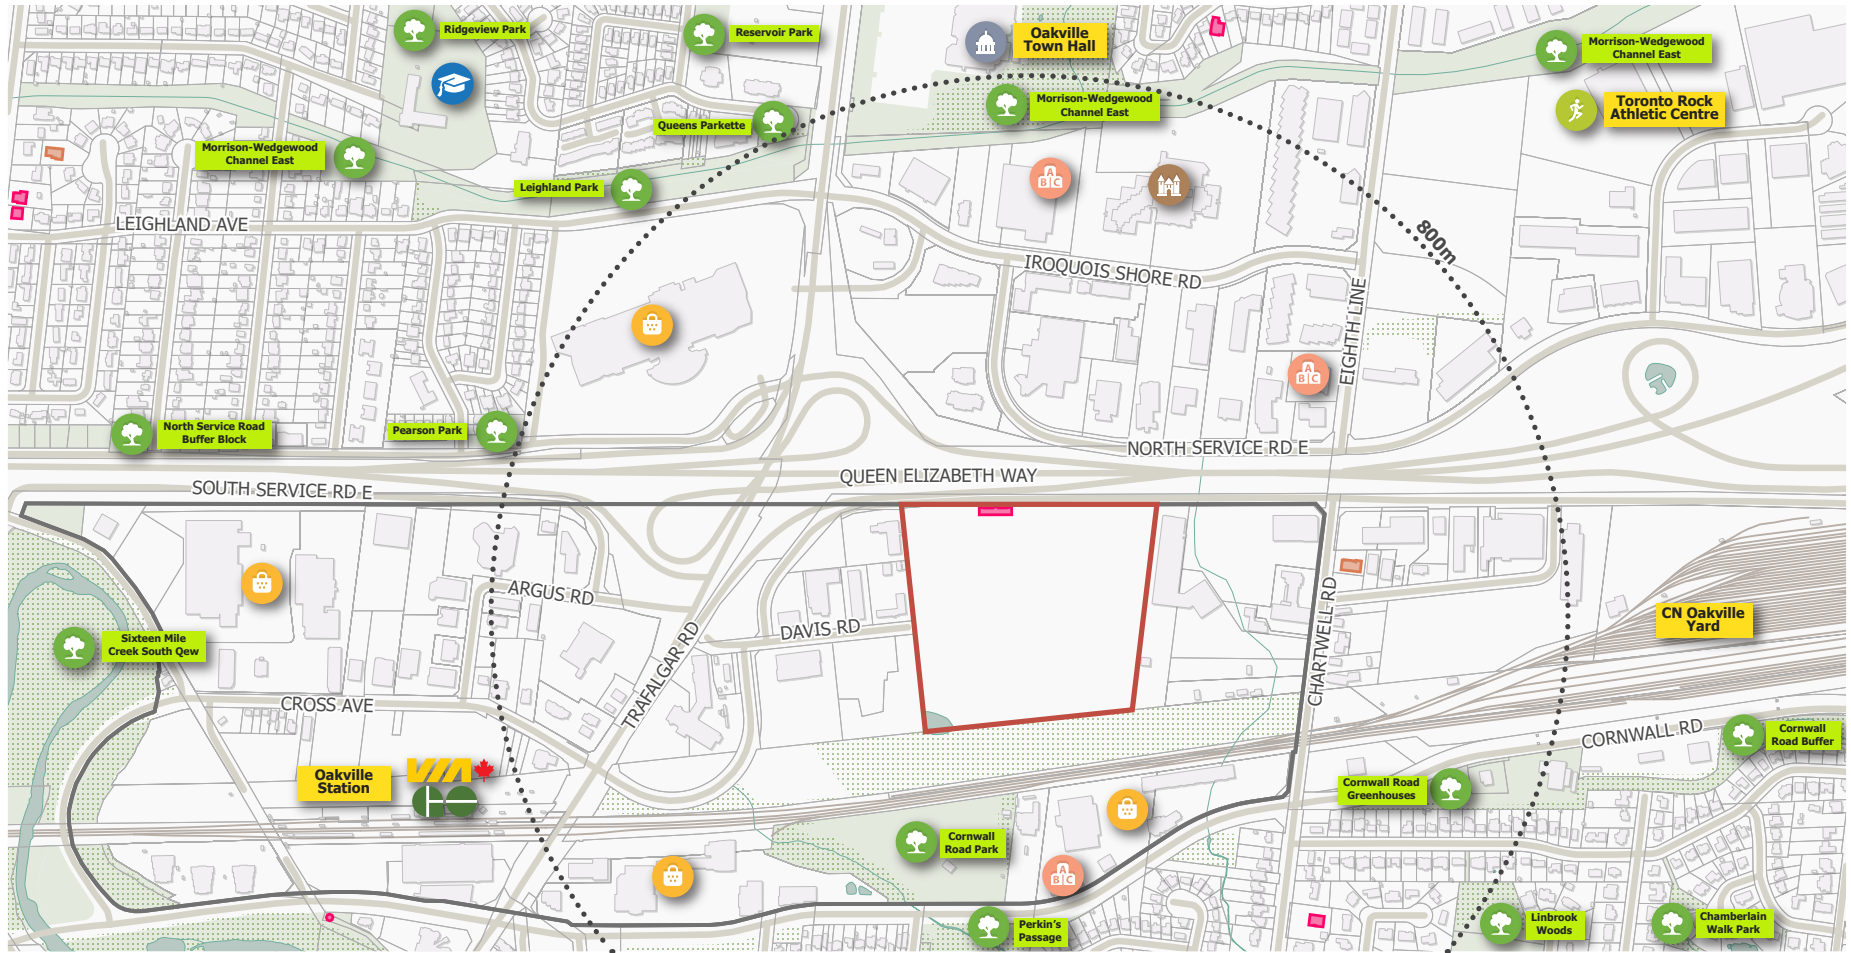 Ridgeview Park
Reservoir Park
Oakville
Town Hall
Morrison-Wedgewood
Channel East
Morrison-Wedgewood
Channel East
Toronto Rock
Athletic Centre
Queens Parkette
Morrison-Wedgewood
Channel East
Leighland Park
A
B C
LEIGHLAND AVE
800m
IROQUOIS SHORE RD
EIGHTH LINE
A
B C
North Service Road
Buffer Block
Pearson Park
NORTH SERVICE RD E
QUEEN ELIZABETH WAY
SOUTH SERVICE RD E
ARGUS RD
DAVIS RD
CHARTWELL RD
CN Oakville
Yard
Sixteen Mile
Creek South Qew
TRAFALGAR RD
CROSS AVE
CORNWALL RD
Cornwall
Road Buffer
Oakville
Station
VIA
Cornwall Road
Greenhouses
Cornwall
Road Park
A
B C
Perkin's
Passage
Linbrook
Woods
Chamberlain
Walk Park